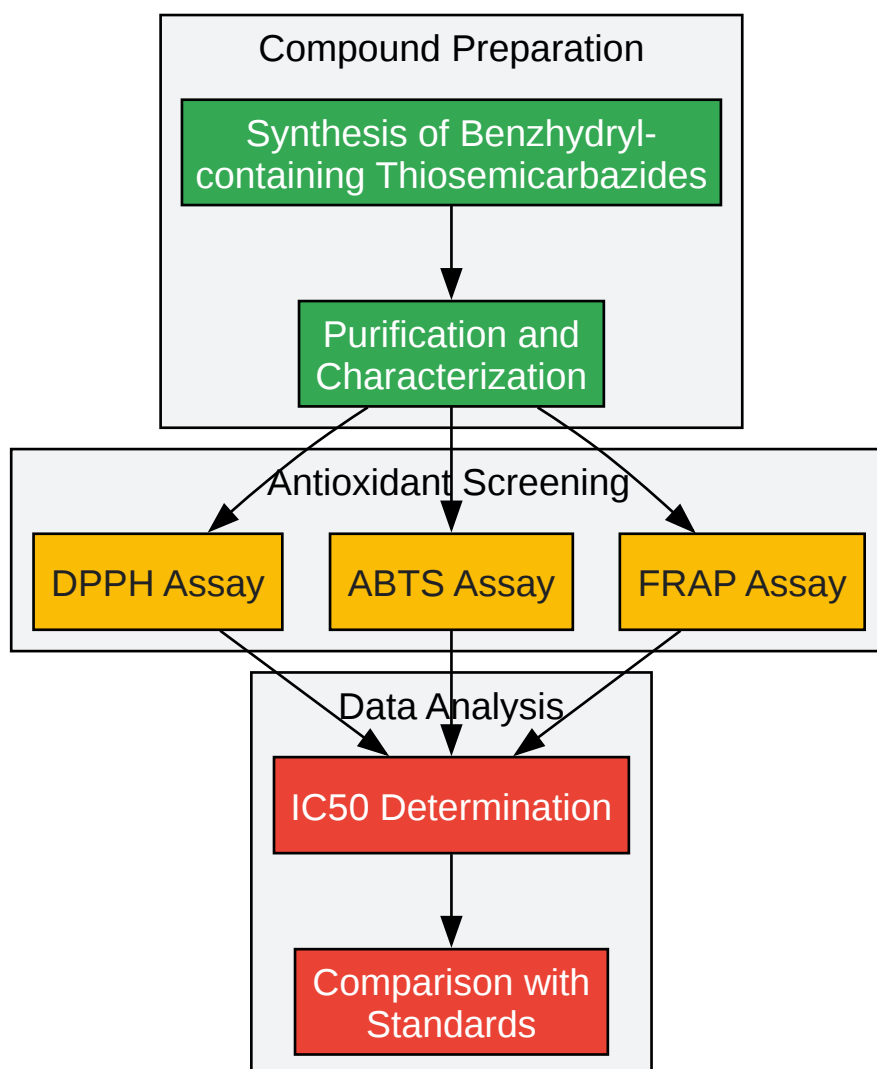 Compound Preparation
Synthesis of Benzhydryl-
containing Thiosemicarbazides
Purification and
Characterization
Antioxidant Screening
DPPH Assay
ABTS Assay
FRAP Assay
Data Analysis
IC50 Determination
Comparison with
Standards